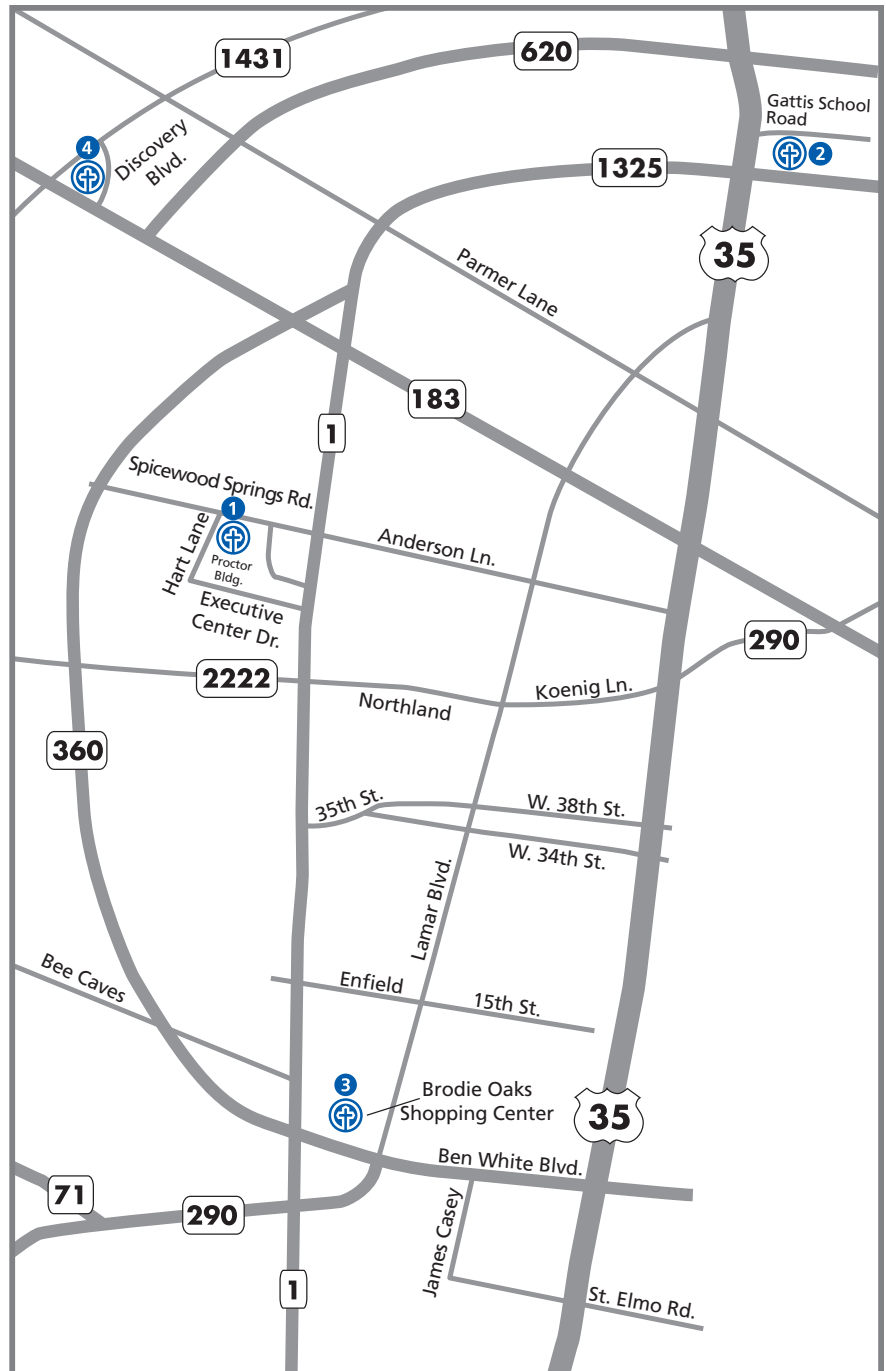 1431
620
Gattis School
Road
4
Discovery
Blvd.
2
1325
35
Parmer Lane
183
1
Spicewood Springs Rd.
1
Hart Lane
Proctor
Bldg.
Anderson Ln.
Executive
Center Dr.
290
2222
Koenig Ln.
Northland
360
35th St.
W. 38th St.
W. 34th St.
Lamar Blvd.
Bee Caves
Enfield
15th St.
3
Brodie Oaks
Shopping Center
35
Ben White Blvd.
71
290
James Casey
1
St. Elmo Rd.